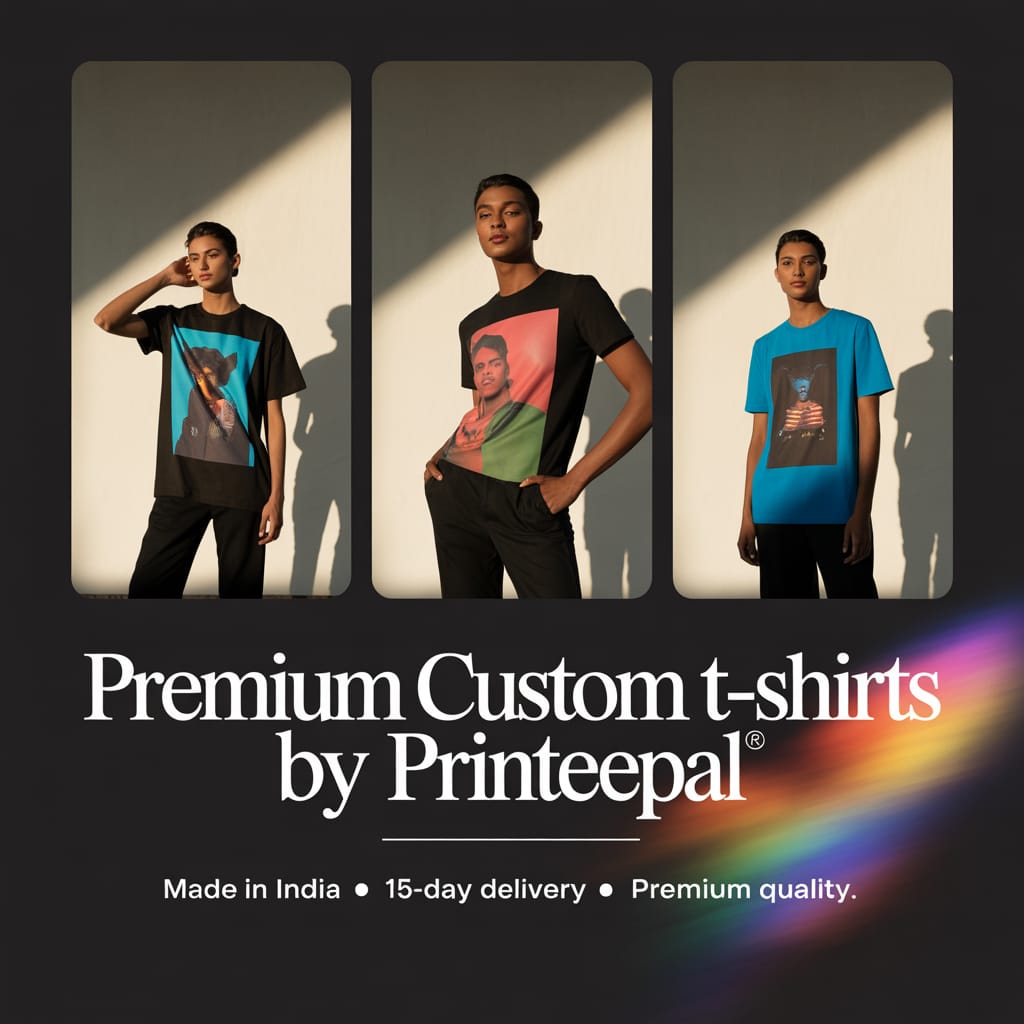 Premium Custom t-shirts
by Printeepal®
Made in India ● 15-day delivery ● Premium quality.